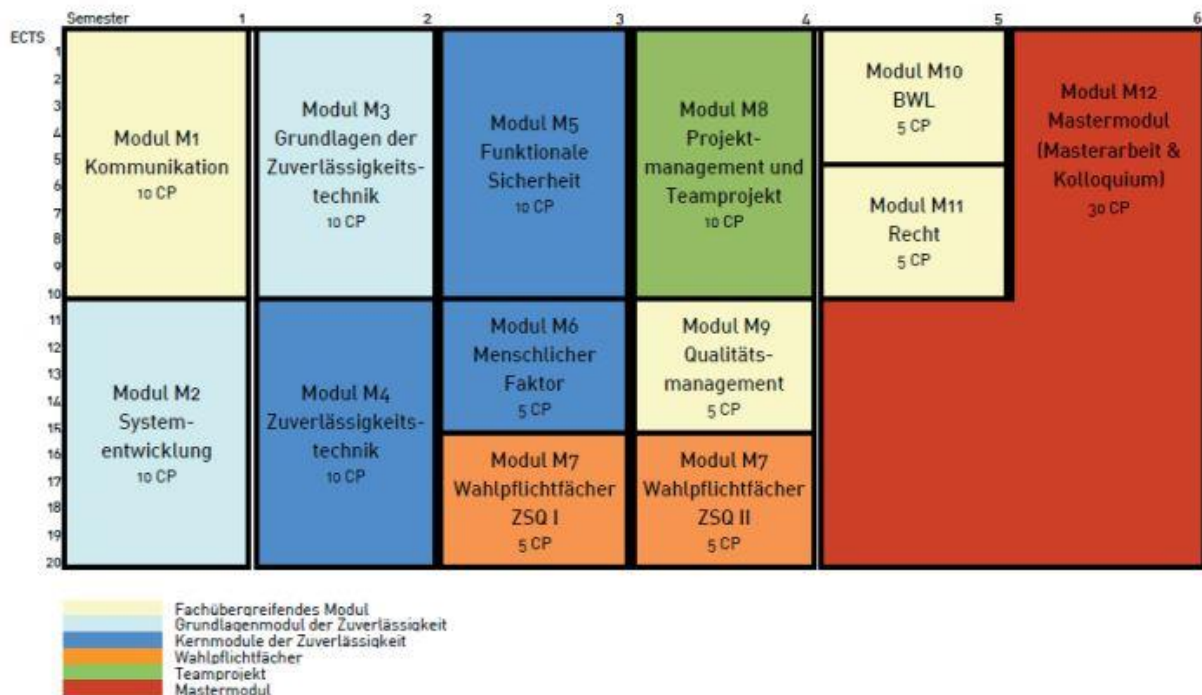 Semester 1 2 3 4 5 6
ECTS
1
2
3
4
5
6
7
8
9
10
11
12
13
14
15
16
17
18
19
20
Modul M1
Kommunikation
10 CP
Modul M2
System-
entwicklung
10 CP
Modul M3
Grundlagen der
Zuverlässigkeits-
technik
10 CP
Modul M4
Zuverlässigkeits-
technik
10 CP
Modul M5
Funktionale
Sicherheit
10 CP
Modul M6
Menschlicher
Faktor
5 CP
Modul M7
Wahlpflichtfächer
ZSQ I
5 CP
Modul M8
Projekt-
management und
Teamprojekt
10 CP
Modul M9
Qualitäts-
management
5 CP
Modul M7
Wahlpflichtfächer
ZSQ II
5 CP
Modul M10
BWL
5 CP
Modul M11
Recht
5 CP
Modul M12
Mastermodul
(Masterarbeit &
Kolloquium)
30 CP
Fachübergreifendes Modul
Grundlagenmodul der Zuverlässigkeit
Kernmodule der Zuverlässigkeit
Wahlpflichtfächer
Teamprojekt
Mastermodul